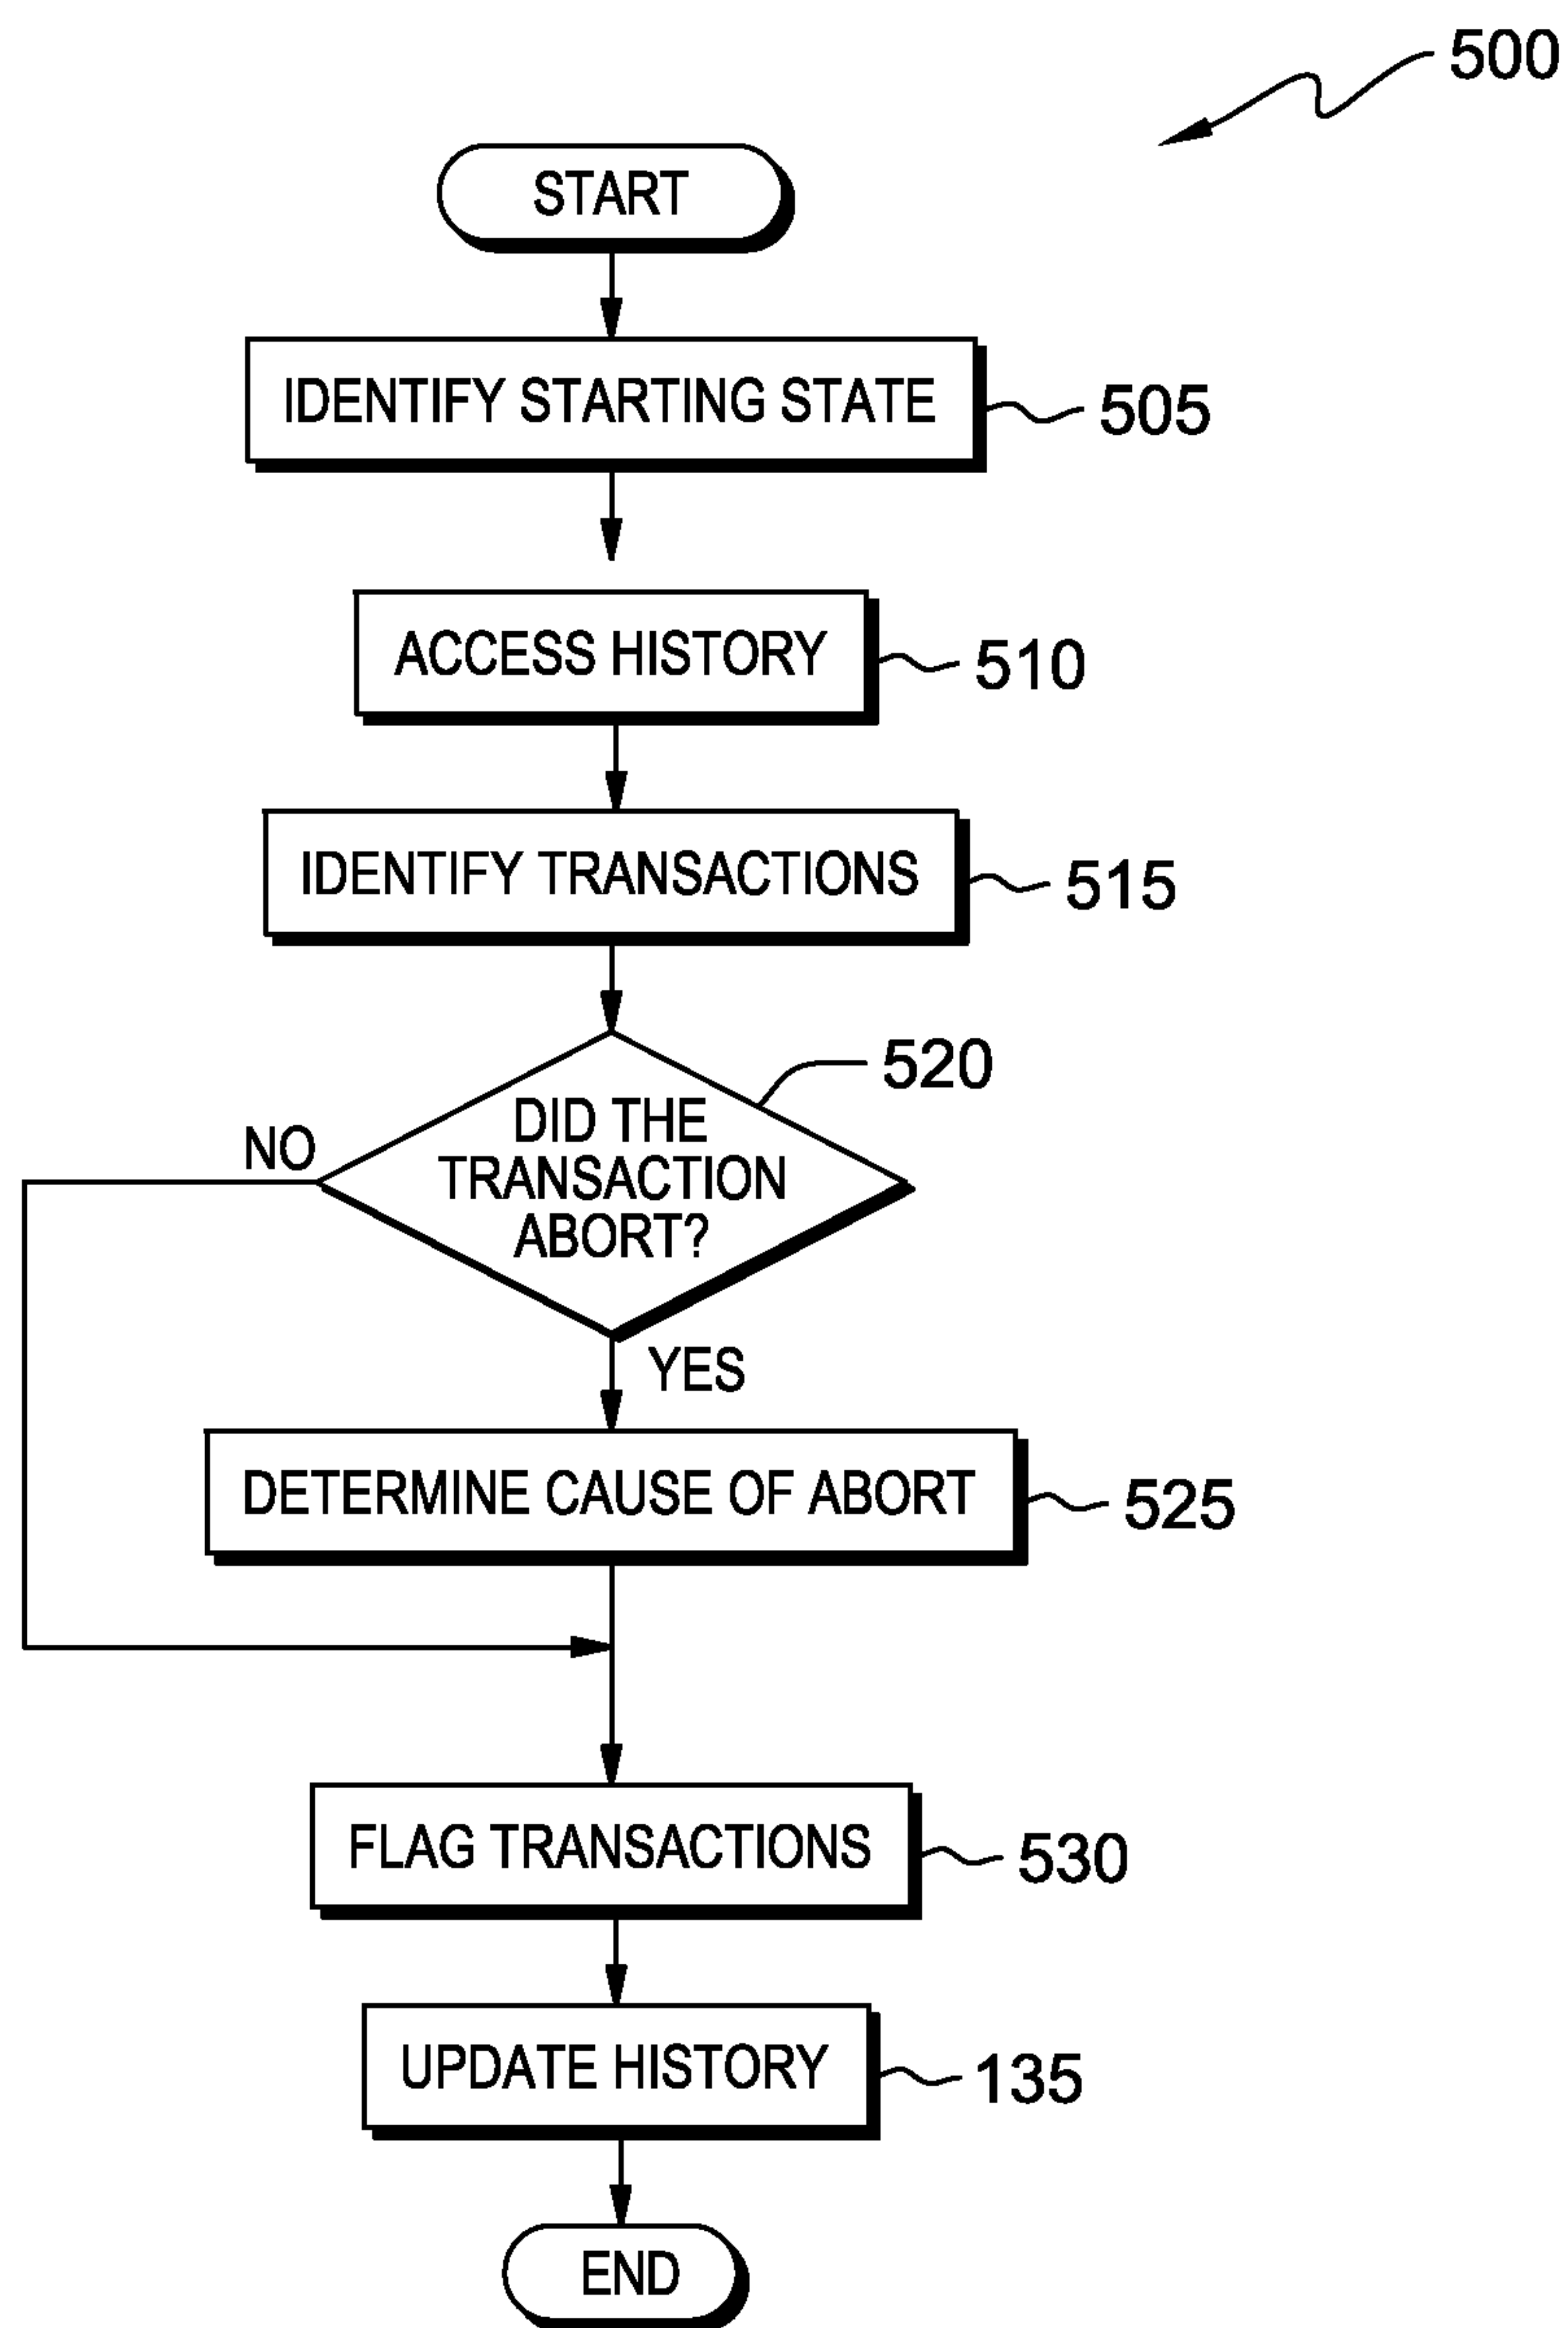 500
START
IDENTIFY STARTING STATE
505
ACCESS HISTORY
510
IDENTIFY TRANSACTIONS
515
520
DID THE
TRANSACTION
ABORT?
NO
YES
DETERMINE CAUSE OF ABORT
525
FLAG TRANSACTIONS
530
UPDATE HISTORY
135
END